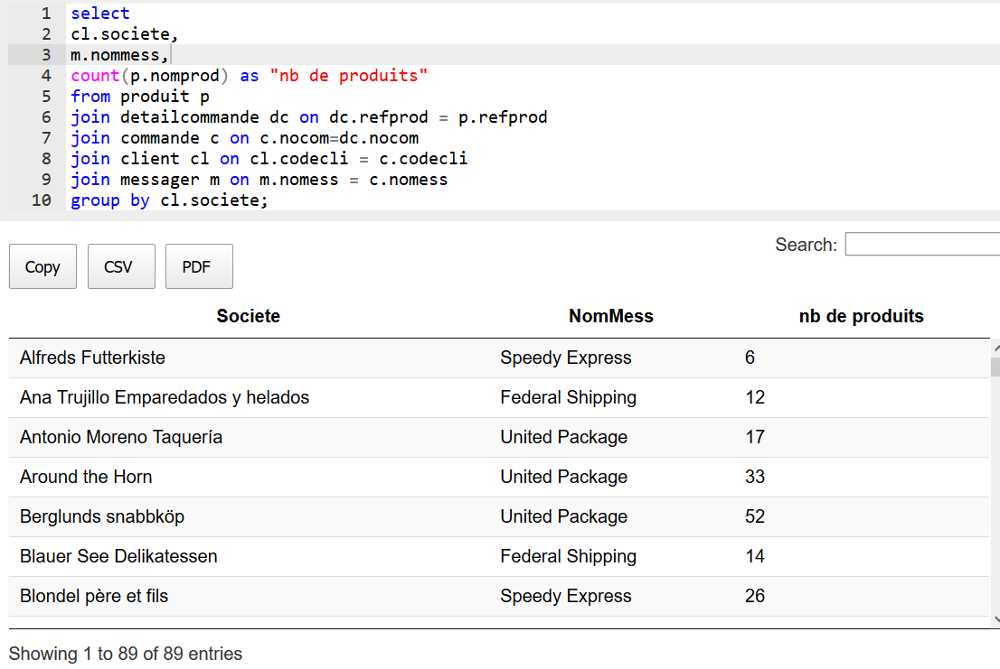 1 select
2 cl.societe,
3 m.nommess,
4 count(p.nomprod) as "nb de produits"
5 from produit p
6 join detailcommande dc on dc.refprod = p.refprod
7 join commande c on c.nocom=dc.nocom
8 join client cl on cl.codecli = c.codecli
9 join messager m on m.nomess = c.nomess
10 group by cl.societe;
Search:
Copy CSV PDF
Societe NomMess nb de produits
Alfreds Futterkiste Speedy Express 6
Ana Trujillo Emparedados y helados Federal Shipping 12
Antonio Moreno Taquería United Package 17
Around the Horn United Package 33
Berglunds snabbköp United Package 52
Blauer See Delikatessen Federal Shipping 14
Blondel père et fils Speedy Express 26
Showing 1 to 89 of 89 entries